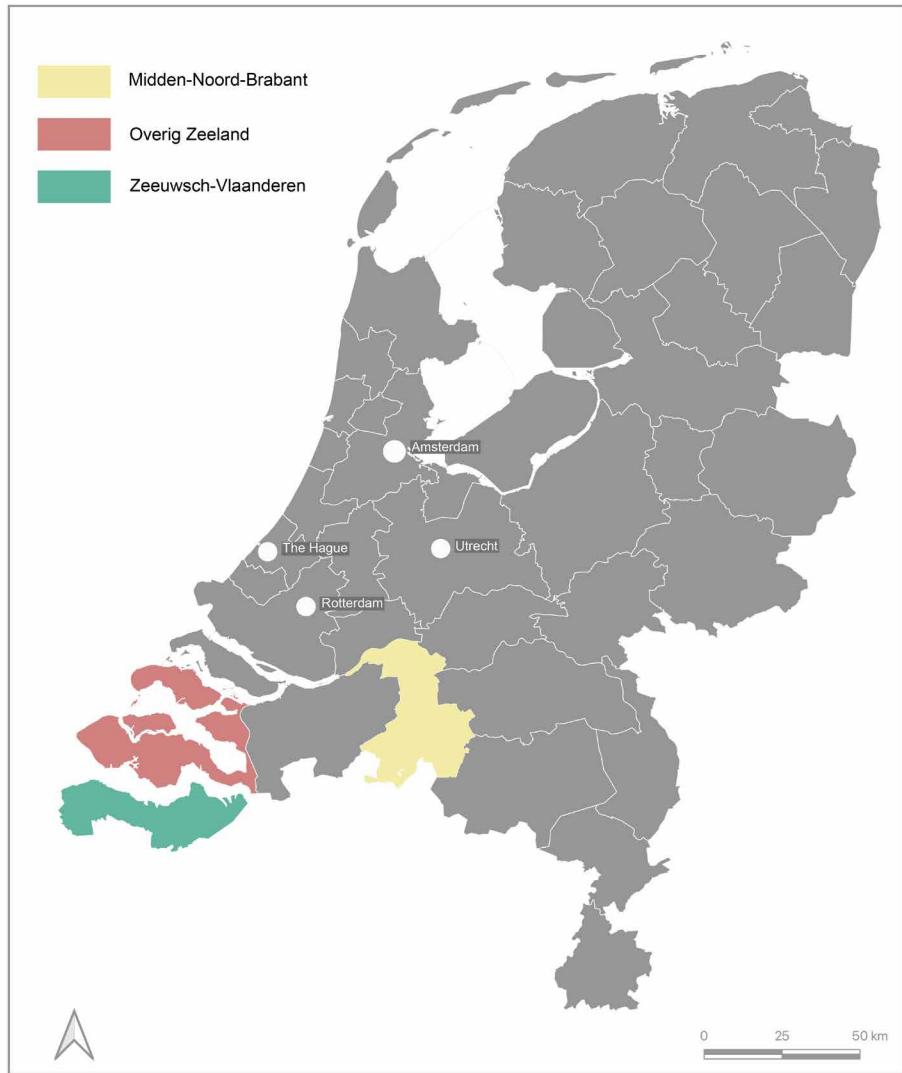 Midden-Noord-Brabant
Overig Zeeland
Zeeuwsch-Vlaanderen
Amsterdam
The Hague
Utrecht
Rotterdam
0 25 50 km